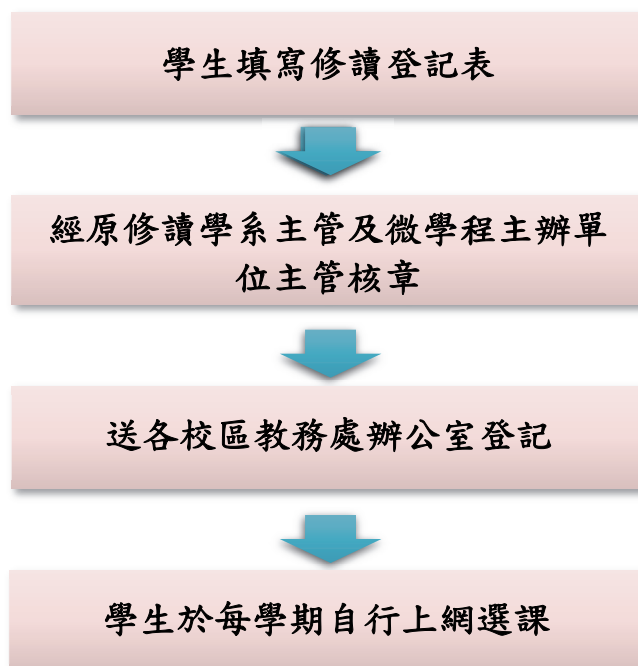 學生填寫修讀登記表
經原修讀學系主管及微學程主辦單
位主管核章
送各校區教務處辦公室登記
學生於每學期自行上網選課